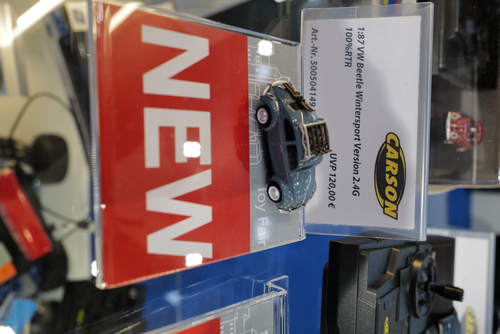 NEW
Toy Fair
1:87 VW Beetle Wintersport Version 2.4G
100%RTR
Art.-Nr. 500504149
UVP 120,00 €
CARSON